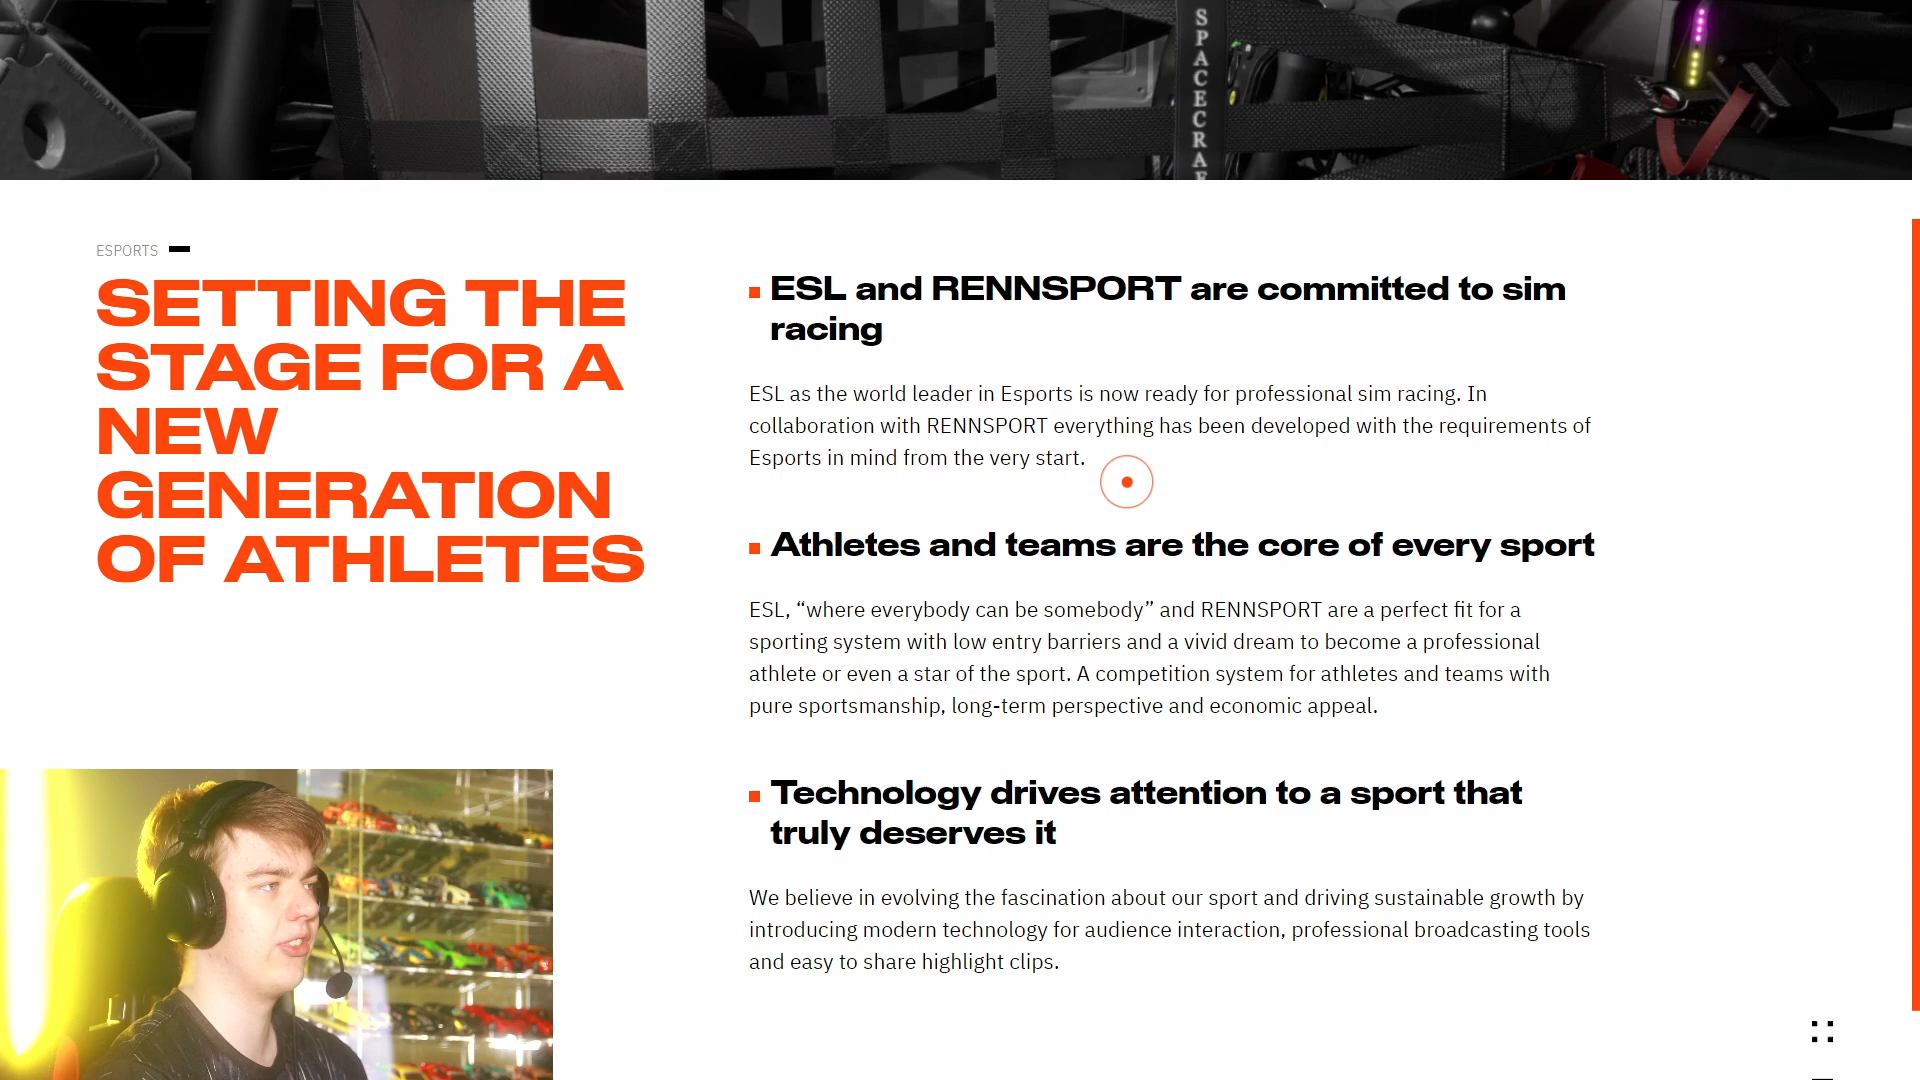 SPACECRAF
ESPORTS
SETTING THE
STAGE FOR A
NEW
GENERATION
OF ATHLETES
ESL and RENNSPORT are committed to sim
racing
ESL as the world leader in Esports is now ready for professional sim racing. In
collaboration with RENNSPORT everything has been developed with the requirements of
Esports in mind from the very start.
Athletes and teams are the core of every sport
ESL, “where everybody can be somebody” and RENNSPORT are a perfect fit for a
sporting system with low entry barriers and a vivid dream to become a professional
athlete or even a star of the sport. A competition system for athletes and teams with
pure sportsmanship, long-term perspective and economic appeal.
Technology drives attention to a sport that
truly deserves it
We believe in evolving the fascination about our sport and driving sustainable growth by
introducing modern technology for audience interaction, professional broadcasting tools
and easy to share highlight clips.